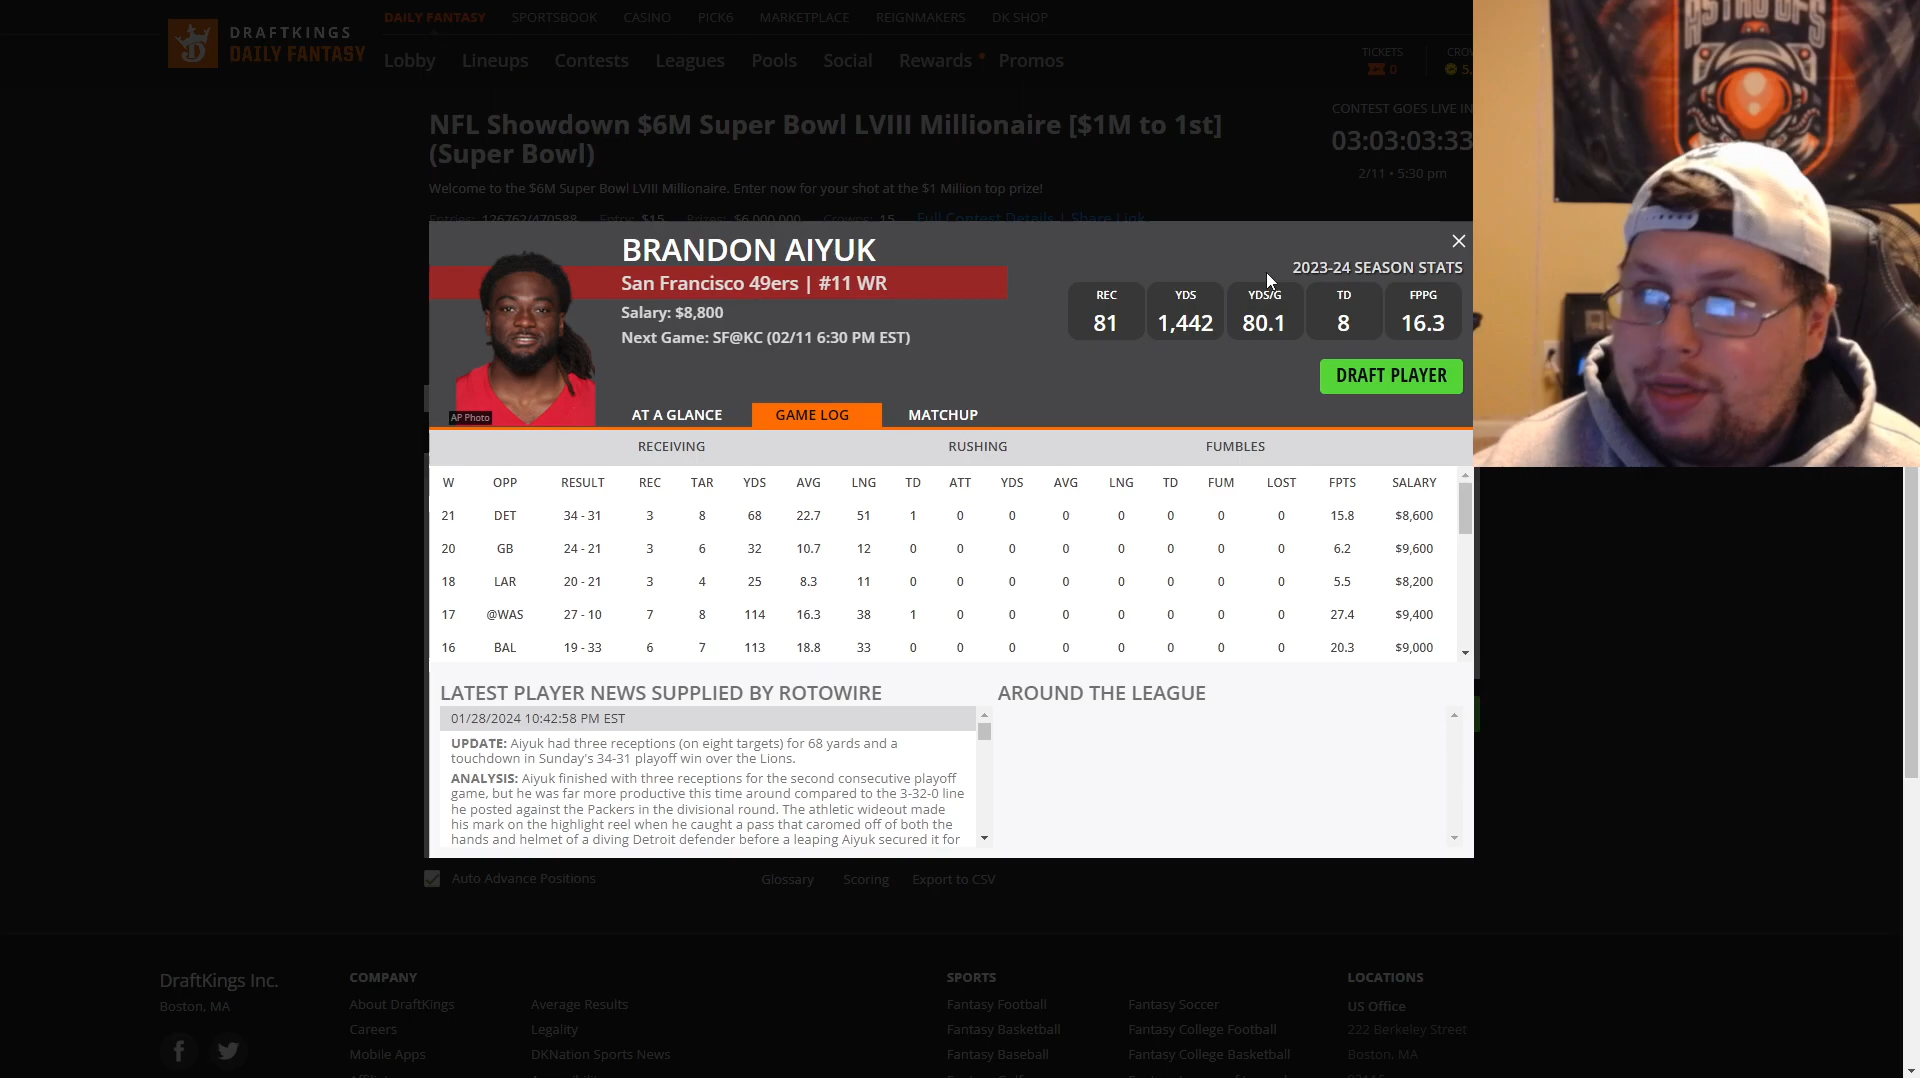 DRAFTKINGS
DAILY FANTASY
DAILY FANTASY SPORTSBOOK CASINO PICK6 MARKETPLACE REIGNMAKERS DK SHOP
Lobby Lineups Contests Leagues Pools Social Rewards Promos
TICKETS
0
NFL Showdown $6M Super Bowl LVIII Millionaire [$1M to 1st]
(Super Bowl)
Welcome to the $6M Super Bowl LVIII Millionaire. Enter now for your shot at the $1 Million top prize!
Entries: 126762/470588 Entry: $15 Prizes: $6,000,000 Crowns: 15 Full Contest Details | Share Link
CONTEST GOES LIVE IN
03:03:03:33
2/11 • 5:30 pm
ASTRO DFS
BRANDON AIYUK
San Francisco 49ers | #11 WR
Salary: $8,800
Next Game: SF@KC (02/11 6:30 PM EST)
AP Photo
2023-24 SEASON STATS
REC YDS YDS/G TD FPPG
81 1,442 80.1 8 16.3
DRAFT PLAYER
AT A GLANCE GAME LOG MATCHUP
RECEIVING RUSHING FUMBLES
W OPP RESULT REC TAR YDS AVG LNG TD ATT YDS AVG LNG TD FUM LOST FPTS SALARY
21 DET 34 - 31 3 8 68 22.7 51 1 0 0 0 0 0 0 0 15.8 $8,600
20 GB 24 - 21 3 6 32 10.7 12 0 0 0 0 0 0 0 0 6.2 $9,600
18 LAR 20 - 21 3 4 25 8.3 11 0 0 0 0 0 0 0 0 5.5 $8,200
17 @WAS 27 - 10 7 8 114 16.3 38 1 0 0 0 0 0 0 0 27.4 $9,400
16 BAL 19 - 33 6 7 113 18.8 33 0 0 0 0 0 0 0 0 20.3 $9,000
LATEST PLAYER NEWS SUPPLIED BY ROTOWIRE
01/28/2024 10:42:58 PM EST
UPDATE: Aiyuk had three receptions (on eight targets) for 68 yards and a
touchdown in Sunday's 34-31 playoff win over the Lions.
ANALYSIS: Aiyuk finished with three receptions for the second consecutive playoff
game, but he was far more productive this time around compared to the 3-32-0 line
he posted against the Packers in the divisional round. The athletic wideout made
his mark on the highlight reel when he caught a pass that caromed off of both the
hands and helmet of a diving Detroit defender before a leaping Aiyuk secured it for
AROUND THE LEAGUE
Auto Advance Positions Glossary Scoring Export to CSV
DraftKings Inc.
Boston, MA
COMPANY
About DraftKings
Careers
Mobile Apps
Average Results
Legality
DKNation Sports News
SPORTS
Fantasy Football
Fantasy Basketball
Fantasy Baseball
Fantasy Soccer
Fantasy College Football
Fantasy College Basketball
LOCATIONS
US Office
222 Berkeley Street
Boston, MA